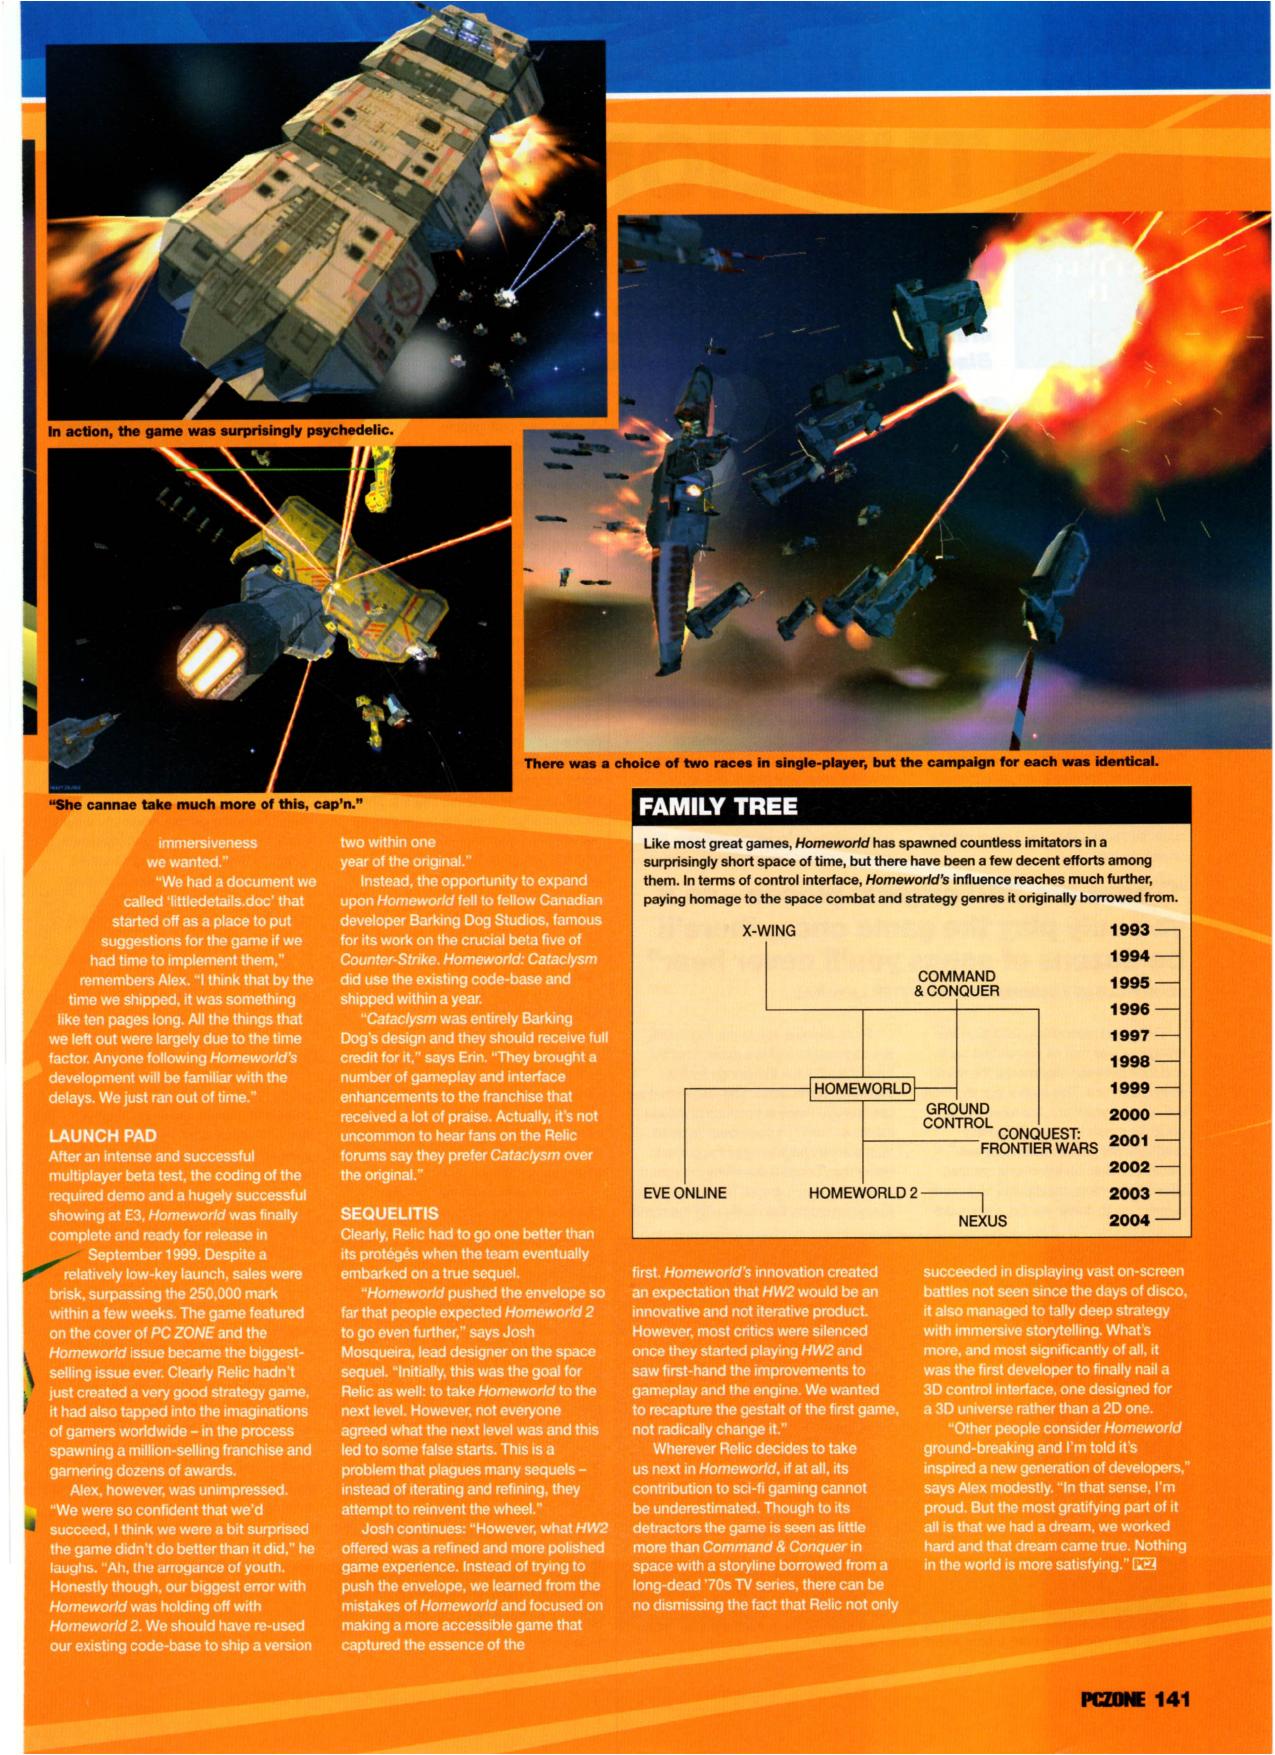 In action, the game was surprisingly psychedelic.
There was a choice of two races in single-player, but the campaign for each was identical.
"She cannae take much more of this, cap'n."
immersiveness
we wanted."
"We had a document we
called 'littledetails.doc' that
started off as a place to put
suggestions for the game if we
had time to implement them,"
remembers Alex. "I think that by the
time we shipped, it was something
like ten pages long. All the things that
we left out were largely due to the time
factor. Anyone following Homeworld's
development will be familiar with the
delays. We just ran out of time."
LAUNCH PAD
After an intense and successful
multiplayer beta test, the coding of the
required demo and a hugely successful
showing at E3, Homeworld was finally
complete and ready for release in
September 1999. Despite a
relatively low-key launch, sales were
brisk, surpassing the 250,000 mark
within a few weeks. The game featured
on the cover of PC ZONE and the
Homeworld issue became the biggest-
selling issue ever. Clearly Relic hadn't
just created a very good strategy game,
it had also tapped into the imaginations
of gamers worldwide – in the process
spawning a million-selling franchise and
garnering dozens of awards.
Alex, however, was unimpressed.
"We were so confident that we'd
succeed, I think we were a bit surprised
the game didn't do better than it did," he
laughs. "Ah, the arrogance of youth.
Honestly though, our biggest error with
Homeworld was holding off with
Homeworld 2. We should have re-used
our existing code-base to ship a version
two within one
year of the original."
Instead, the opportunity to expand
upon Homeworld fell to fellow Canadian
developer Barking Dog Studios, famous
for its work on the crucial beta five of
Counter-Strike. Homeworld: Cataclysm
did use the existing code-base and
shipped within a year.
"Cataclysm was entirely Barking
Dog's design and they should receive full
credit for it," says Erin. "They brought a
number of gameplay and interface
enhancements to the franchise that
received a lot of praise. Actually, it's not
uncommon to hear fans on the Relic
forums say they prefer Cataclysm over
the original."
SEQUELITIS
Clearly, Relic had to go one better than
its protégés when the team eventually
embarked on a true sequel.
"Homeworld pushed the envelope so
far that people expected Homeworld 2
to go even further," says Josh
Mosqueira, lead designer on the space
sequel. "Initially, this was the goal for
Relic as well: to take Homeworld to the
next level. However, not everyone
agreed what the next level was and this
led to some false starts. This is a
problem that plagues many sequels –
instead of iterating and refining, they
attempt to reinvent the wheel."
Josh continues: "However, what HW2
offered was a refined and more polished
game experience. Instead of trying to
push the envelope, we learned from the
mistakes of Homeworld and focused on
making a more accessible game that
captured the essence of the
FAMILY TREE
Like most great games, Homeworld has spawned countless imitators in a
surprisingly short space of time, but there have been a few decent efforts among
them. In terms of control interface, Homeworld's influence reaches much further,
paying homage to the space combat and strategy genres it originally borrowed from.
X-WING
COMMAND
& CONQUER
HOMEWORLD
GROUND
CONTROL
CONQUEST:
FRONTIER WARS
EVE ONLINE
HOMEWORLD 2
NEXUS
1993
1994
1995
1996
1997
1998
1999
2000
2001
2002
2003
2004
first. Homeworld's innovation created
an expectation that HW2 would be an
innovative and not iterative product.
However, most critics were silenced
once they started playing HW2 and
saw first-hand the improvements to
gameplay and the engine. We wanted
to recapture the gestalt of the first game,
not radically change it."
Wherever Relic decides to take
us next in Homeworld, if at all, its
contribution to sci-fi gaming cannot
be underestimated. Though to its
detractors the game is seen as little
more than Command & Conquer in
space with a storyline borrowed from a
long-dead '70s TV series, there can be
no dismissing the fact that Relic not only
succeeded in displaying vast on-screen
battles not seen since the days of disco,
it also managed to tally deep strategy
with immersive storytelling. What's
more, and most significantly of all, it
was the first developer to finally nail a
3D control interface, one designed for
a 3D universe rather than a 2D one.
"Other people consider Homeworld
ground-breaking and I'm told it's
inspired a new generation of developers,"
says Alex modestly. "In that sense, I'm
proud. But the most gratifying part of it
all is that we had a dream, we worked
hard and that dream came true. Nothing
in the world is more satisfying." PCZ
PCZONE 141